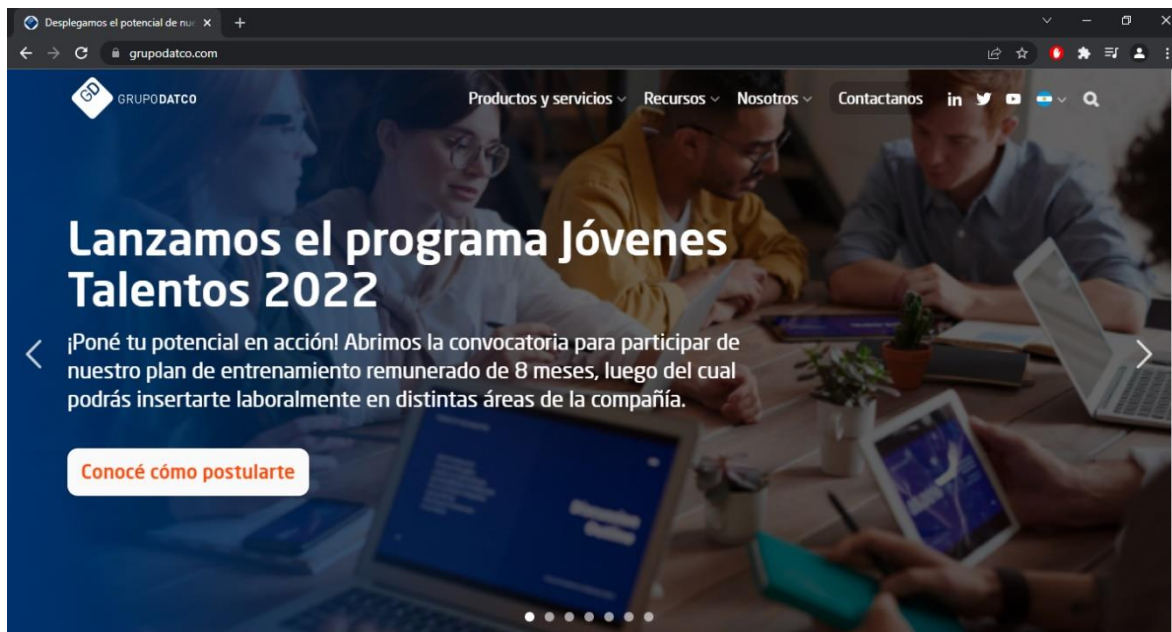 Desplegamos el potencial de nu
grupodatco.com
GD
GRUPODATCO
Productos y servicios
Recursos
Nosotros
Contactanos
in
Lanzamos el programa Jóvenes
Talentos 2022
¡Poné tu potencial en acción! Abrimos la convocatoria para participar de
nuestro plan de entrenamiento remunerado de 8 meses, luego del cual
podrás insertarte laboralmente en distintas áreas de la compañía.
Conocé cómo postularte